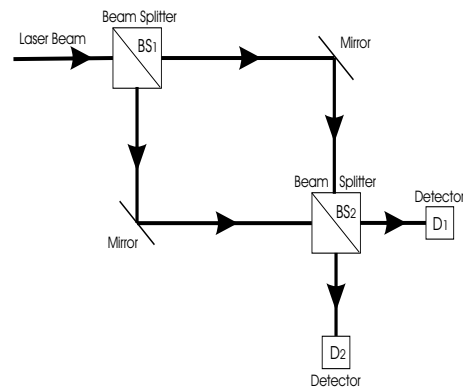 Beam Splitter
Laser Beam
BS1
Mirror
Beam Splitter
BS2
Detector
D1
Mirror
D2
Detector